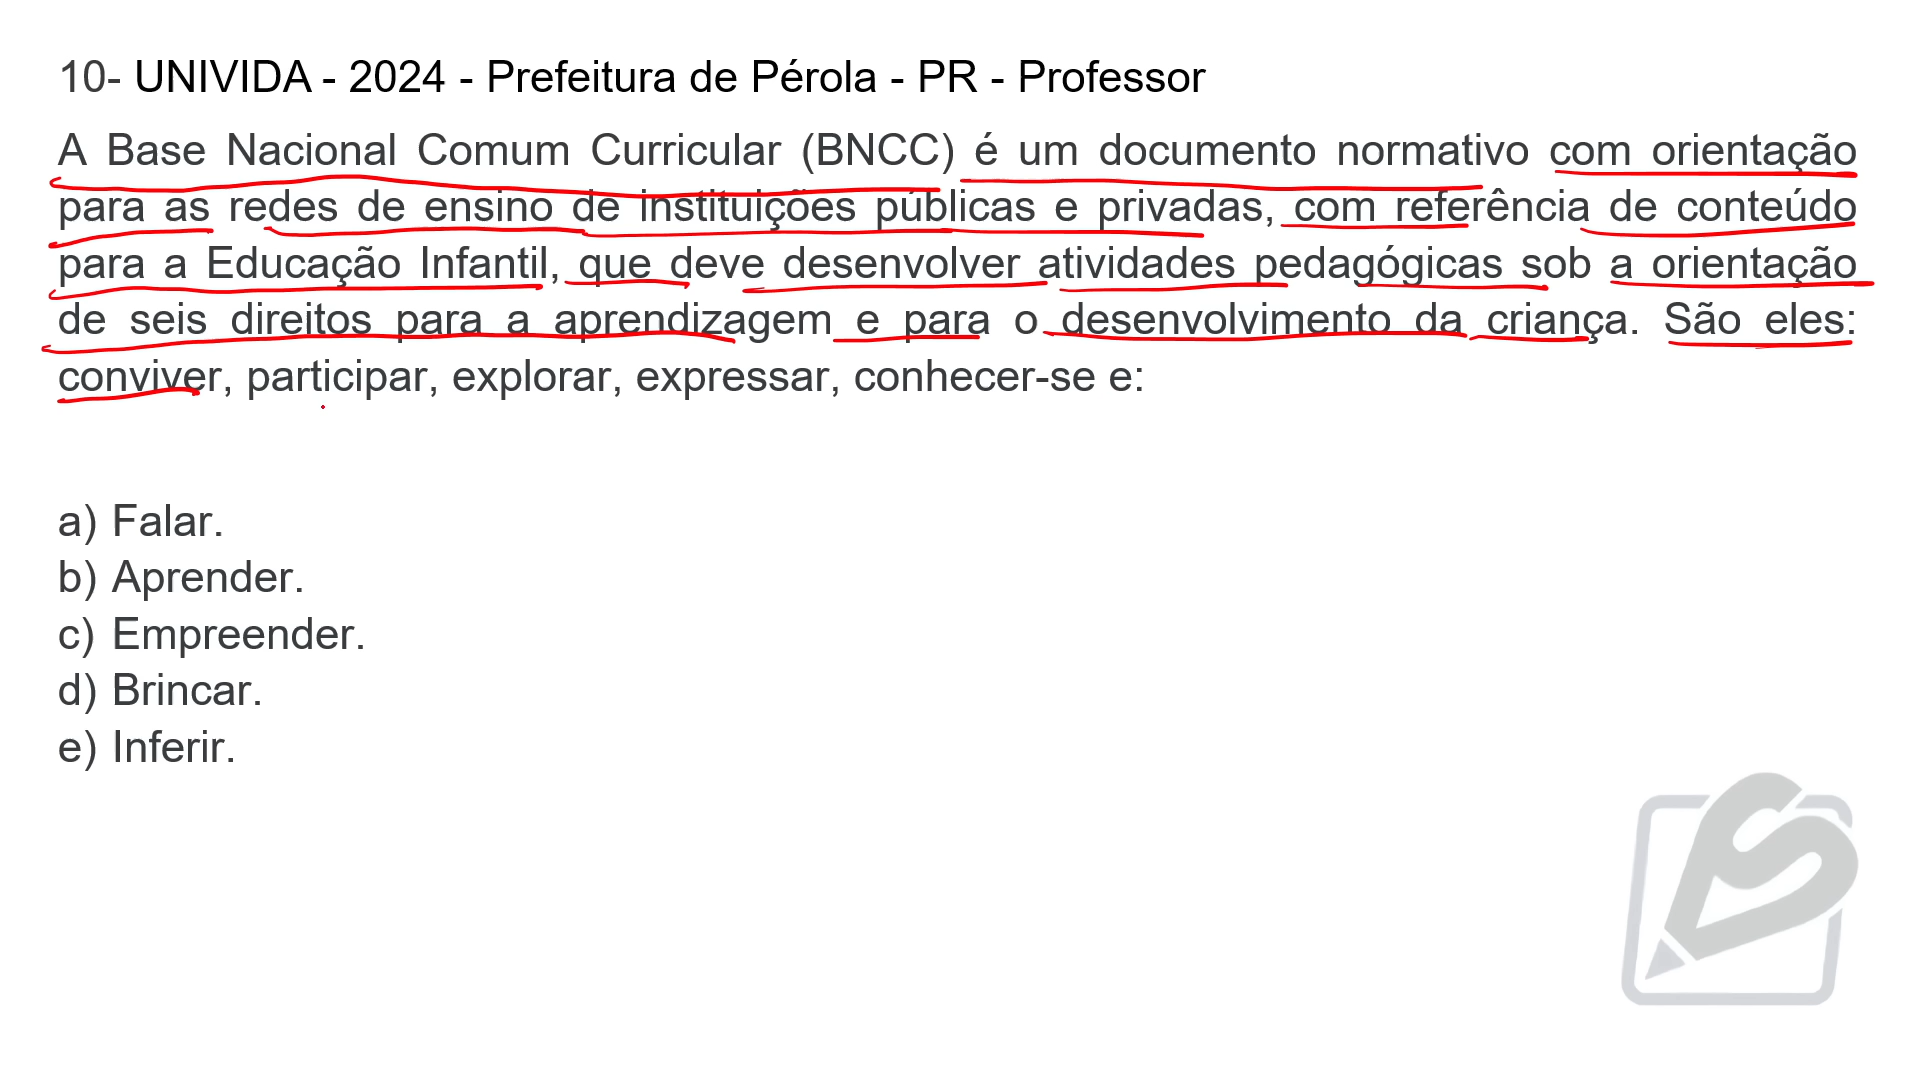 10- UNIVIDA - 2024 - Prefeitura de Pérola - PR - Professor
A Base Nacional Comum Curricular (BNCC) é um documento normativo com orientação
para as redes de ensino de instituições públicas e privadas, com referência de conteúdo
para a Educação Infantil, que deve desenvolver atividades pedagógicas sob a orientação
de seis direitos para a aprendizagem e para o desenvolvimento da criança. São eles:
conviver, participar, explorar, expressar, conhecer-se e:
a) Falar.
b) Aprender.
c) Empreender.
d) Brincar.
e) Inferir.